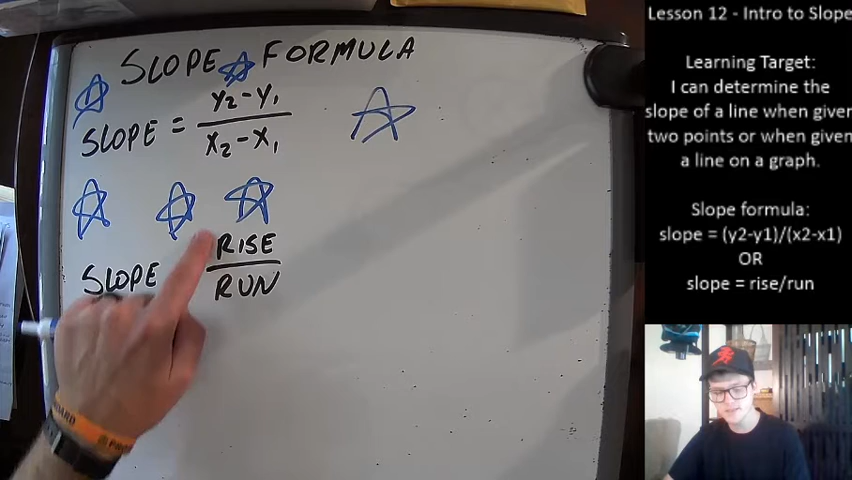 SLOPE FORMULA
SLOPE = y2-y1
x2-x1
SLOPE RISE
RUN
Lesson 12 - Intro to Slope
Learning Target:
I can determine the
slope of a line when given
two points or when given
a line on a graph.
Slope formula:
slope = (y2-y1)/(x2-x1)
OR
slope = rise/run